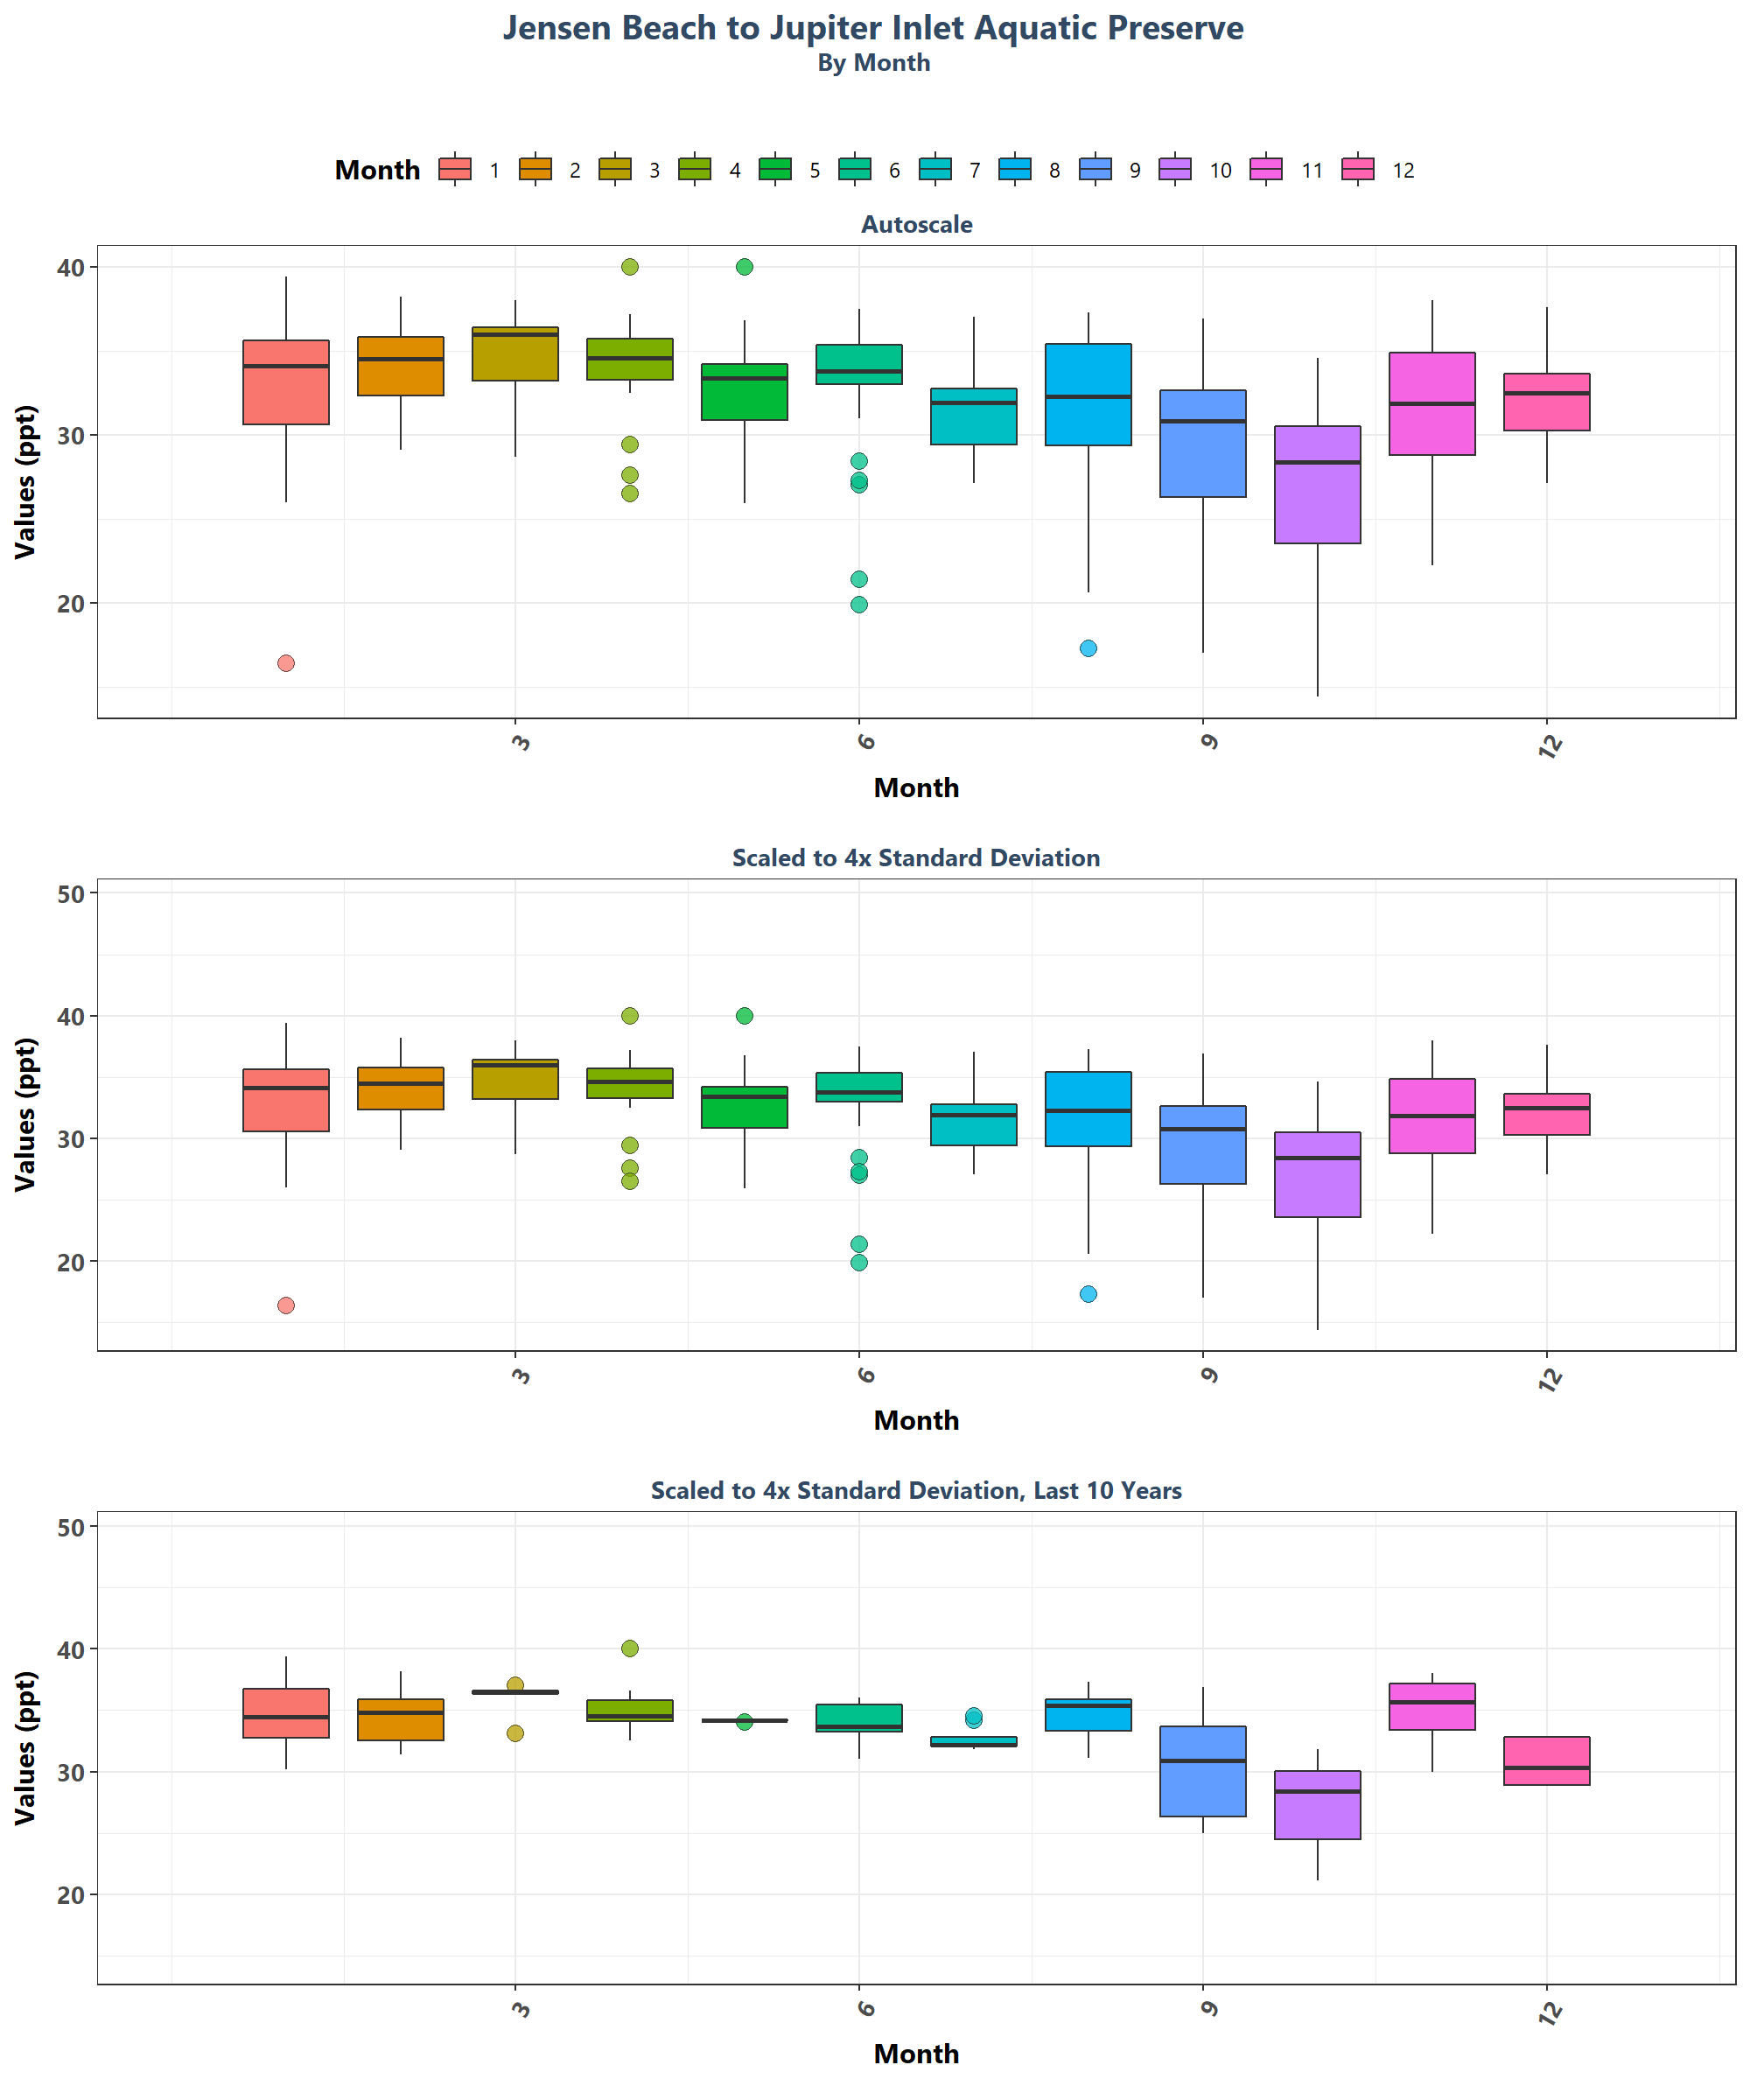 Jensen Beach to Jupiter Inlet Aquatic Preserve
By Month
Month 1 2 3 4 5 6 7 8 9 10 11 12
Autoscale
Values (ppt)
40
30
20
3 6 9 12
Month
Scaled to 4x Standard Deviation
Values (ppt)
50
40
30
20
3 6 9 12
Month
Scaled to 4x Standard Deviation, Last 10 Years
Values (ppt)
50
40
30
20
3 6 9 12
Month